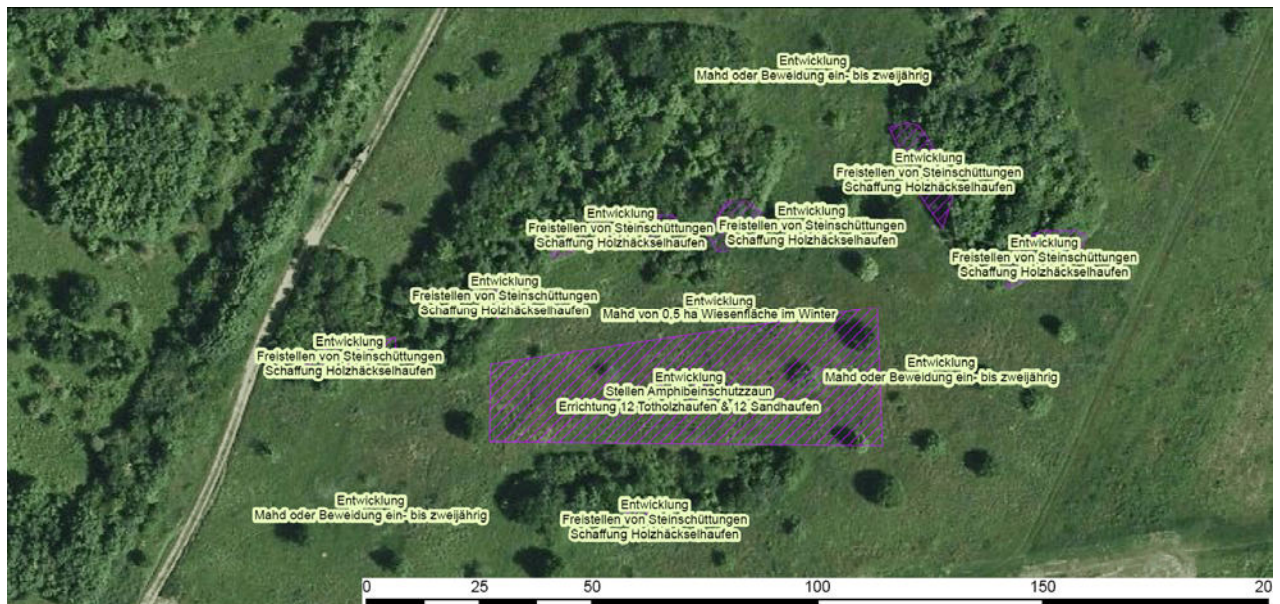 Entwicklung
Mahd oder Beweidung ein- bis zweijährig
Entwicklung
Freistellen von Steinschüttungen
Schaffung Holzhäckselhaufen
Entwicklung
Freistellen von Steinschüttungen
Schaffung Holzhäckselhaufen
Entwicklung
Freistellen von Steinschüttungen
Schaffung Holzhäckselhaufen
Entwicklung
Freistellen von Steinschüttungen
Schaffung Holzhäckselhaufen
Entwicklung
Freistellen von Steinschüttungen
Schaffung Holzhäckselhaufen
Entwicklung
Mahd von 0,5 ha Wiesenfläche im Winter
Entwicklung
Freistellen von Steinschüttungen
Schaffung Holzhäckselhaufen
Entwicklung
Mahd oder Beweidung ein- bis zweijährig
Entwicklung
Stellen Amphibeinschutzzaun
Errichtung 12 Totholzhaufen & 12 Sandhaufen
Entwicklung
Mahd oder Beweidung ein- bis zweijährig
Entwicklung
Freistellen von Steinschüttungen
Schaffung Holzhäckselhaufen
0 25 50 100 150 20